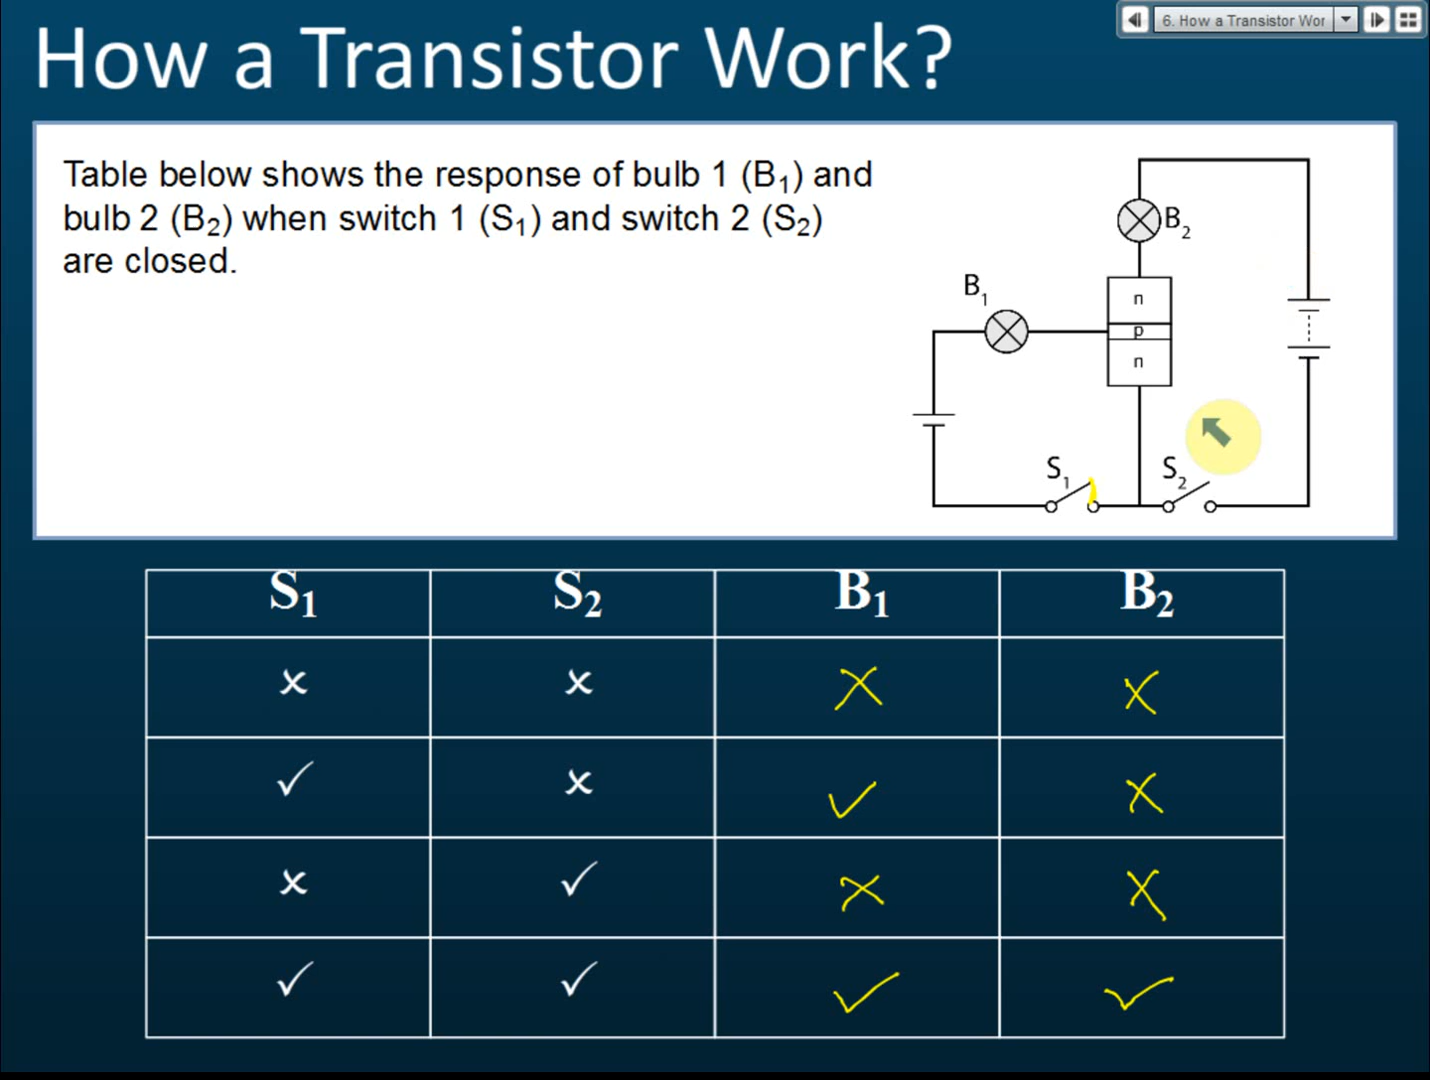 How a Transistor Work?
6. How a Transistor Wor
Table below shows the response of bulb 1 (B₁) and
bulb 2 (B₂) when switch 1 (S₁) and switch 2 (S₂)
are closed.
B₂
B₁
n
p
n
S₁ S₂
S₁ S₂ B₁ B₂
x x x x
✓ x ✓ x
x ✓ x x
✓ ✓ ✓ ✓